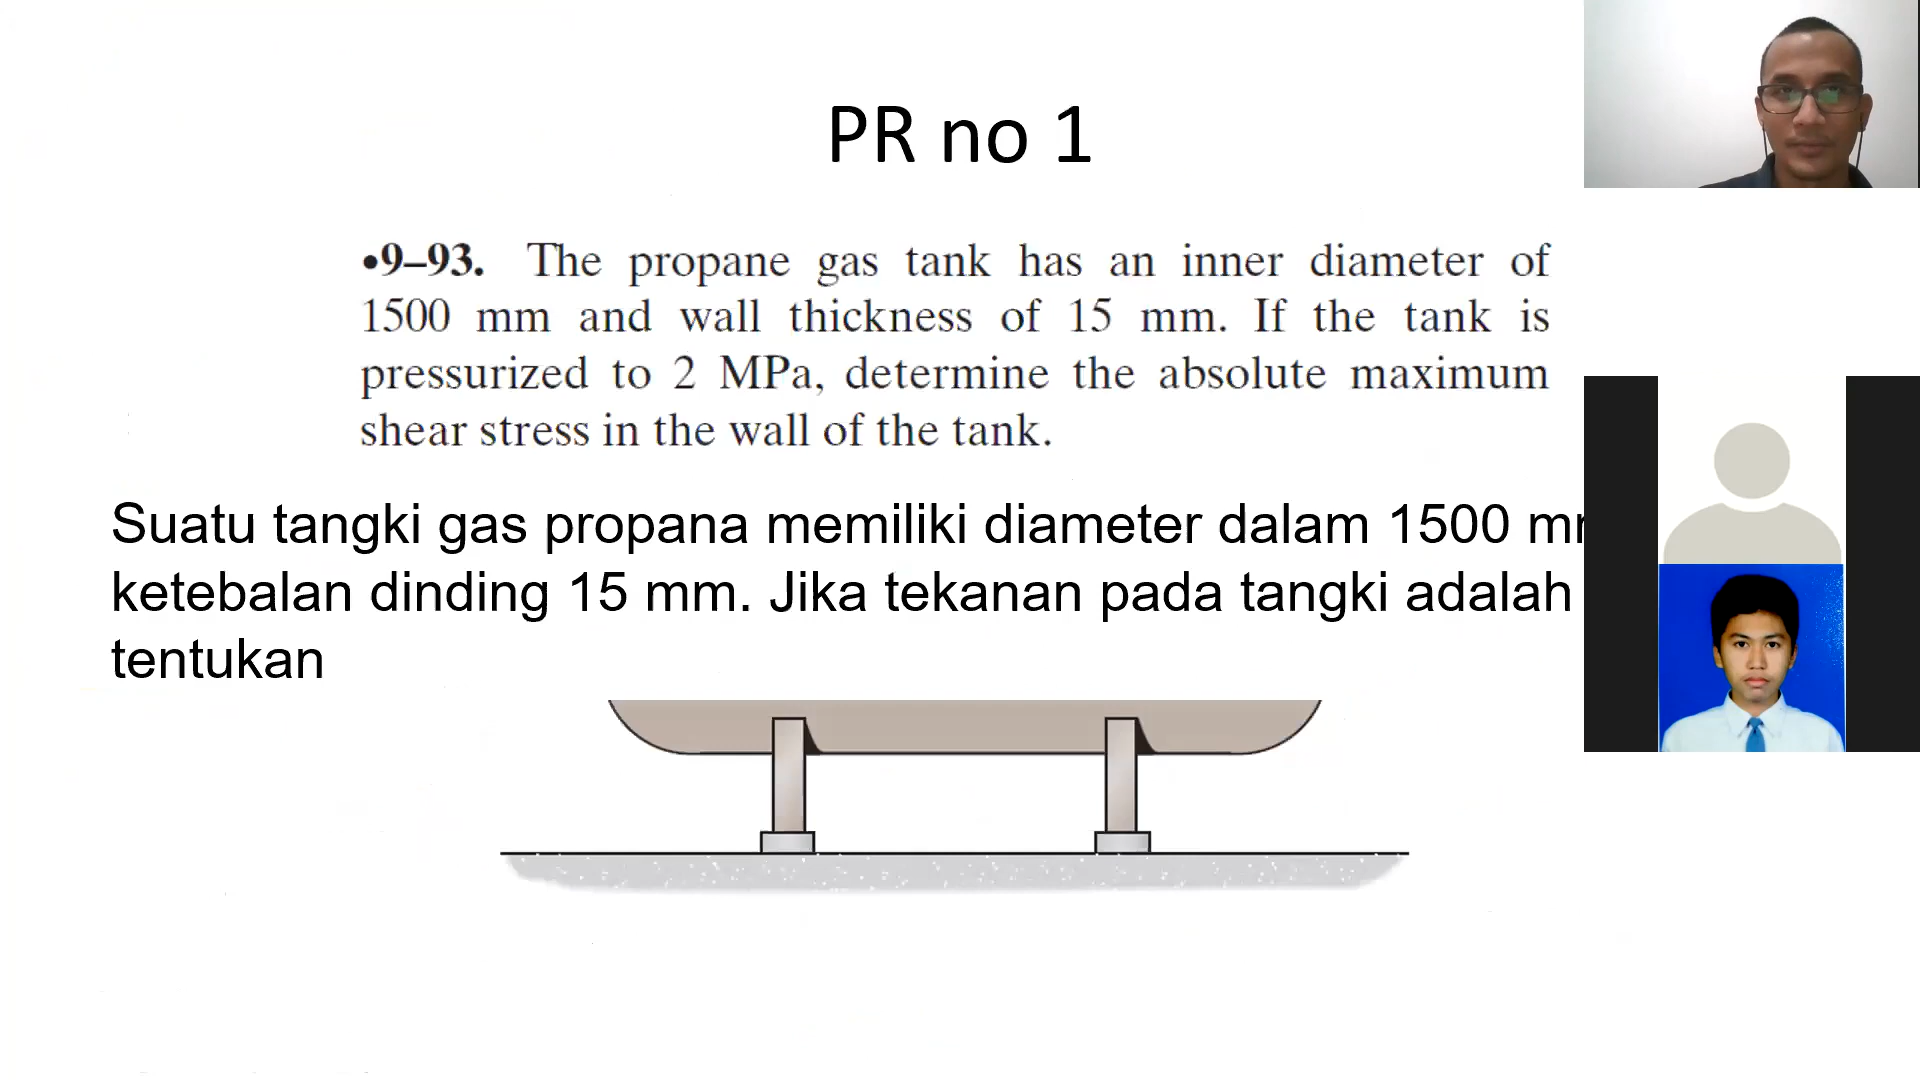 PR no 1
•9–93. The propane gas tank has an inner diameter of
1500 mm and wall thickness of 15 mm. If the tank is
pressurized to 2 MPa, determine the absolute maximum
shear stress in the wall of the tank.
Suatu tangki gas propana memiliki diameter dalam 1500
ketebalan dinding 15 mm. Jika tekanan pada tangki adalah
tentukan